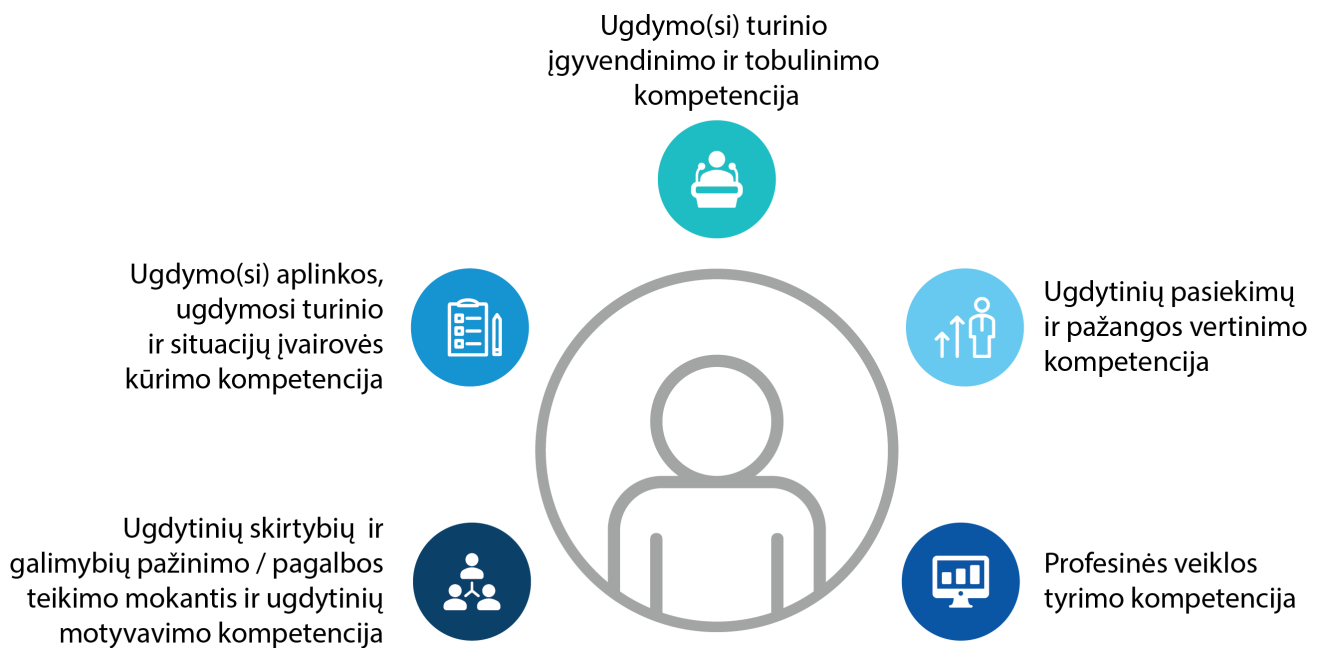 Ugdymo(si) turinio
įgyvendinimo ir tobulinimo
kompetencija
Ugdymo(si) aplinkos,
ugdymosi turinio
ir situacijų įvairovės
kūrimo kompetencija
Ugdytinių pasiekimų
ir pažangos vertinimo
kompetencija
Ugdytinių skirtybių ir
galimybių pažinimo / pagalbos
teikimo mokantis ir ugdytinių
motyvavimo kompetencija
Profesinės veiklos
tyrimo kompetencija